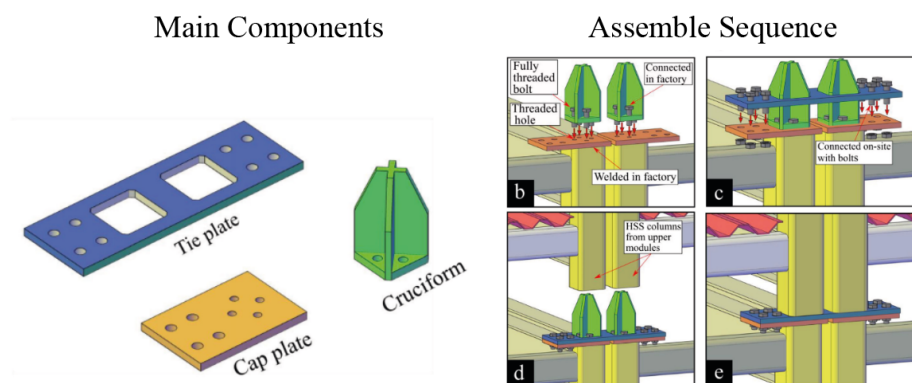 Main Components
Assemble Sequence
Tie plate
Cap plate
Cruciform
Fully
threaded
bolt
Connected
in factory
Threaded
hole
Welded in factory
b
Connected on-site
with bolts
c
HSS columns
from upper
modules
d
e